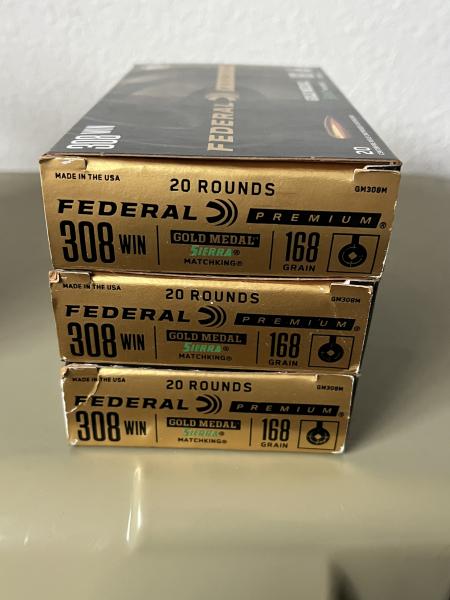 308 WIN
FEDERAL
20
MADE IN THE USA
20 ROUNDS
GM308M
FEDERAL PREMIUM®
308 WIN
GOLD MEDAL®
SIERRA®
MATCHKING®
168
GRAIN
MADE IN THE USA
20 ROUNDS
GM308M
FEDERAL PREMIUM®
308 WIN
GOLD MEDAL®
SIERRA®
MATCHKING®
168
GRAIN
MADE IN THE USA
20 ROUNDS
GM308M
FEDERAL PREMIUM®
308 WIN
GOLD MEDAL®
SIERRA®
MATCHKING®
168
GRAIN